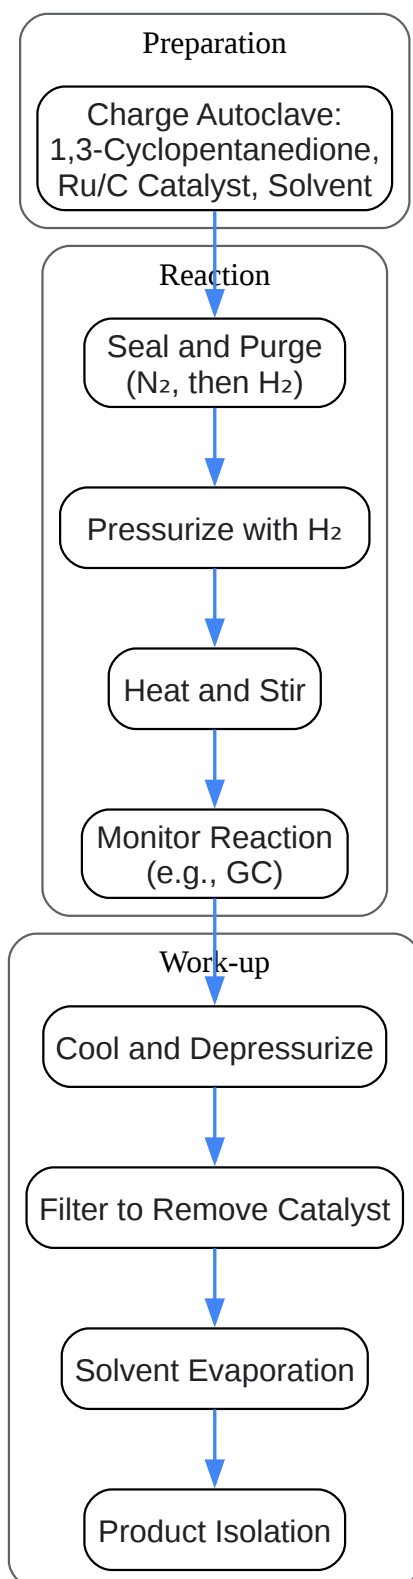 Preparation
Charge Autoclave:
1,3-Cyclopentanedione,
Ru/C Catalyst, Solvent
Reaction
Seal and Purge
(N₂, then H₂)
Pressurize with H₂
Heat and Stir
Monitor Reaction
(e.g., GC)
Work-up
Cool and Depressurize
Filter to Remove Catalyst
Solvent Evaporation
Product Isolation